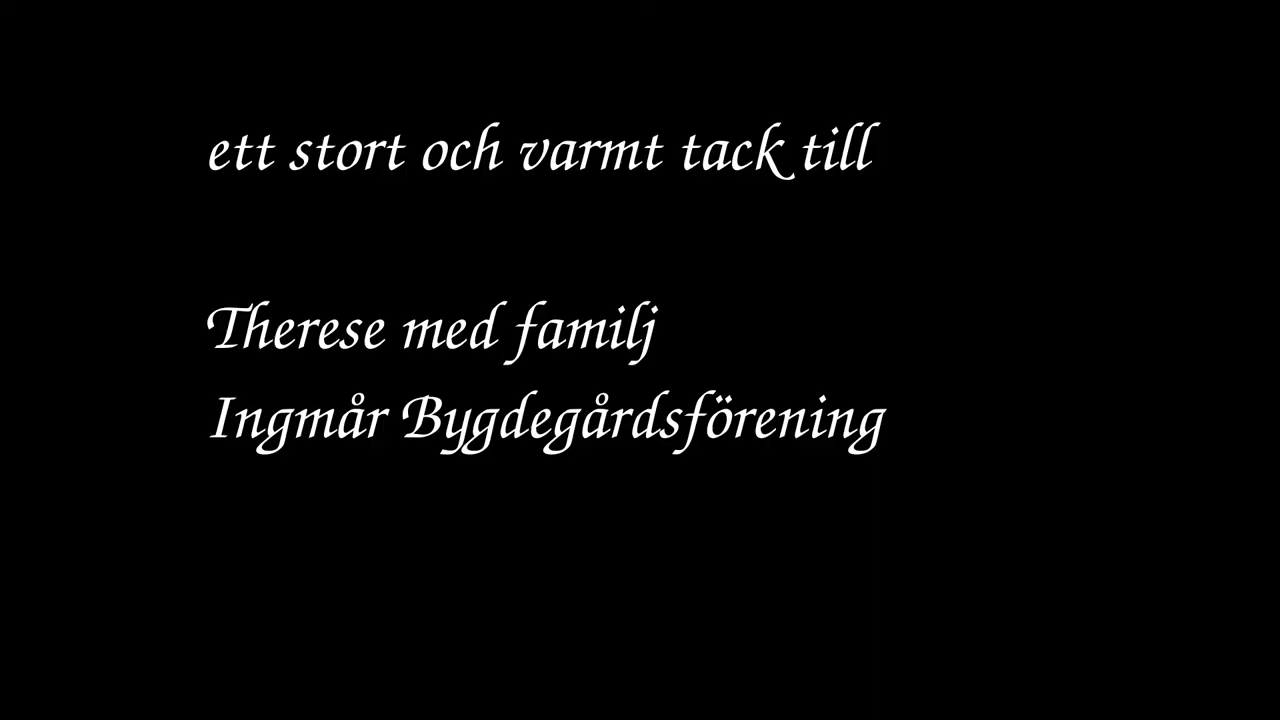 ett stort och varmt tack till
Therese med familj
Ingmår Bygdegårdsförening